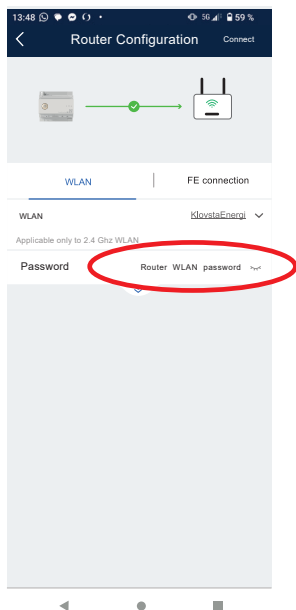 13:48 5G 59 %
Router Configuration Connect
WLAN FE connection
WLAN KlovstaEnergi
Applicable only to 2.4 Ghz WLAN
Password Router WLAN password